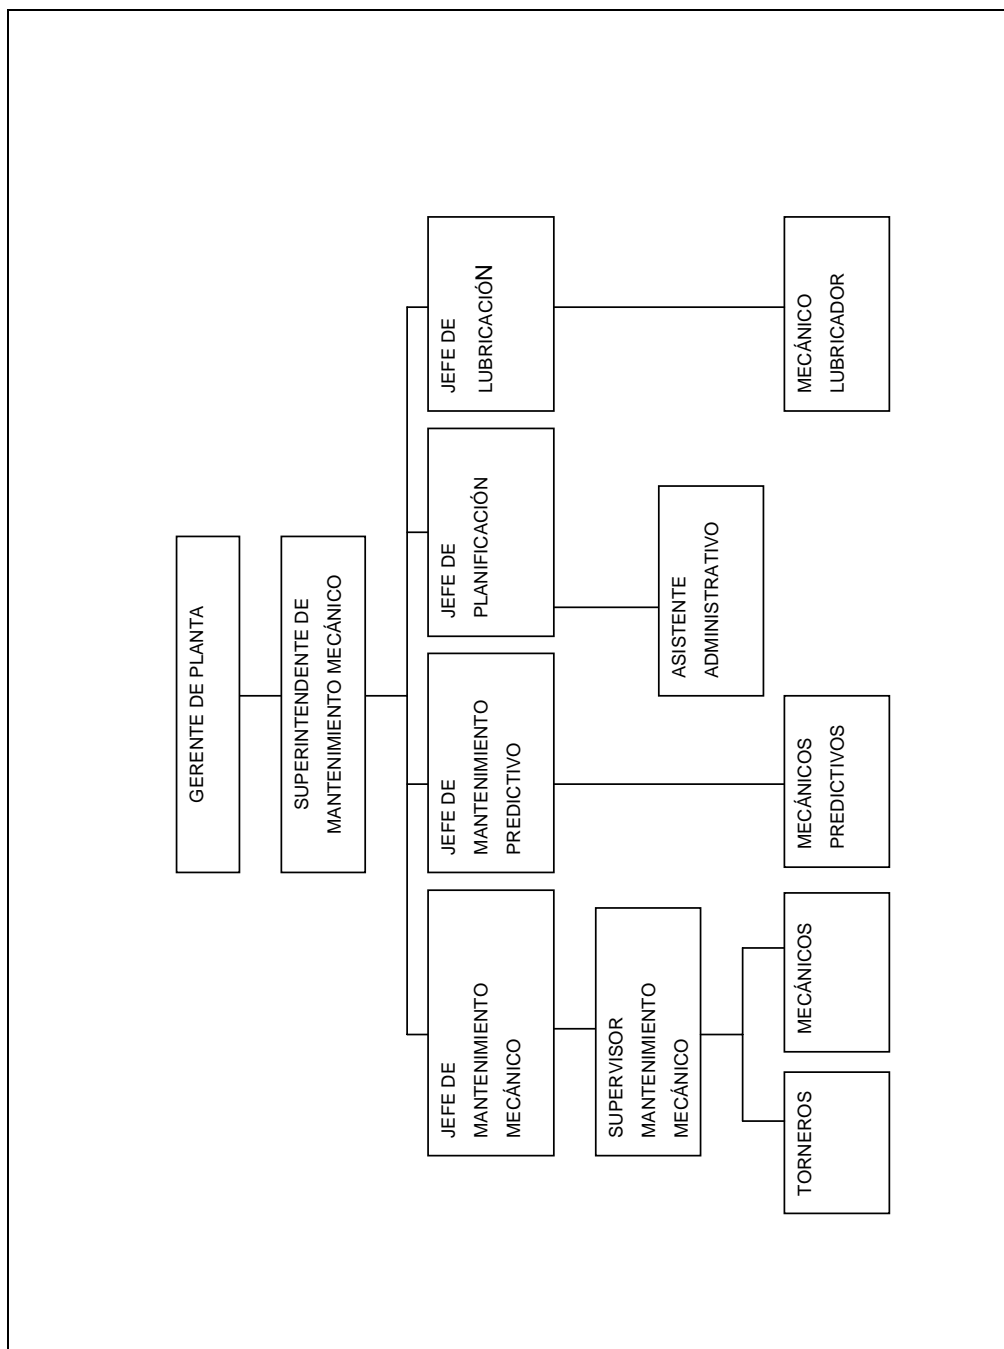 GERENTE DE PLANTA
SUPERINTENDENTE DE
MANTENIMIENTO MECÁNICO
JEFE DE
MANTENIMIENTO
MECÁNICO
JEFE DE
MANTENIMIENTO
PREDICTIVO
JEFE DE
PLANIFICACIÓN
JEFE DE
LUBRICACIÓN
SUPERVISOR
MANTENIMIENTO
MECÁNICO
ASISTENTE
ADMINISTRATIVO
TORNEROS
MECÁNICOS
MECÁNICOS
PREDICTIVOS
MECÁNICO
LUBRICADOR